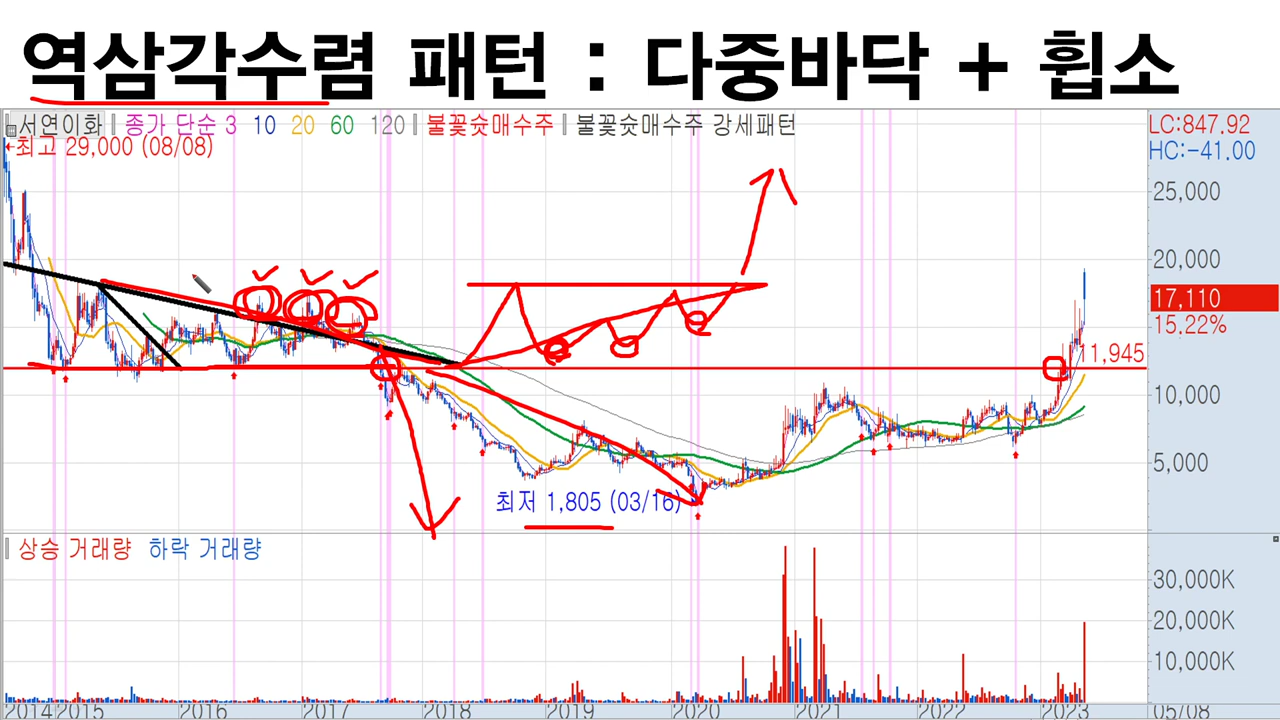 역삼각수렴 패턴 : 다중바닥 + 휩소
서연이화 종가 단순 3 10 20 60 120 불꽃슛매수주 불꽃슛매수주 강세패턴
LC:847.92
HC:-41.00
최고 29,000 (08/08)
25,000
20,000
17,110
15.22%
11,945
10,000
5,000
최저 1,805 (03/16)
상승 거래량 하락 거래량
30,000K
20,000K
10,000K
2014 2015 2016 2017 2018 2019 2020 2021 2022 2023 05/08